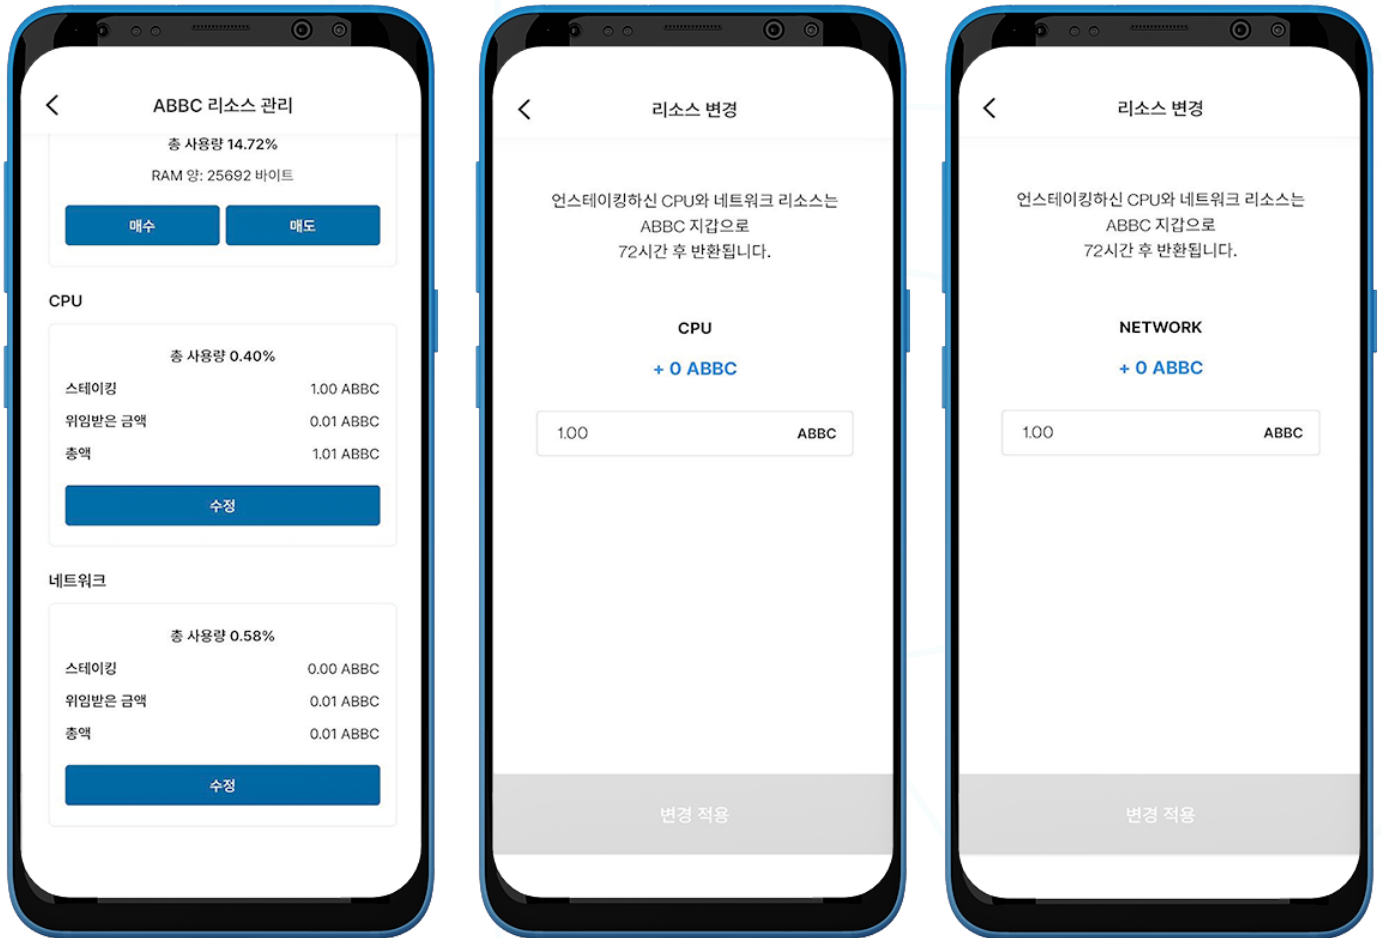 ABBC 리소스 관리
총 사용량 14.72%
RAM 양: 25692 바이트
매수 매도
CPU
총 사용량 0.40%
스테이킹 1.00 ABBC
위임받은 금액 0.01 ABBC
총액 1.01 ABBC
수정
네트워크
총 사용량 0.58%
스테이킹 0.00 ABBC
위임받은 금액 0.01 ABBC
총액 0.01 ABBC
수정
리소스 변경
언스테이킹하신 CPU와 네트워크 리소스는
ABBC 지갑으로
72시간 후 반환됩니다.
CPU
+ 0 ABBC
1.00 ABBC
변경 적용
리소스 변경
언스테이킹하신 CPU와 네트워크 리소스는
ABBC 지갑으로
72시간 후 반환됩니다.
NETWORK
+ 0 ABBC
1.00 ABBC
변경 적용